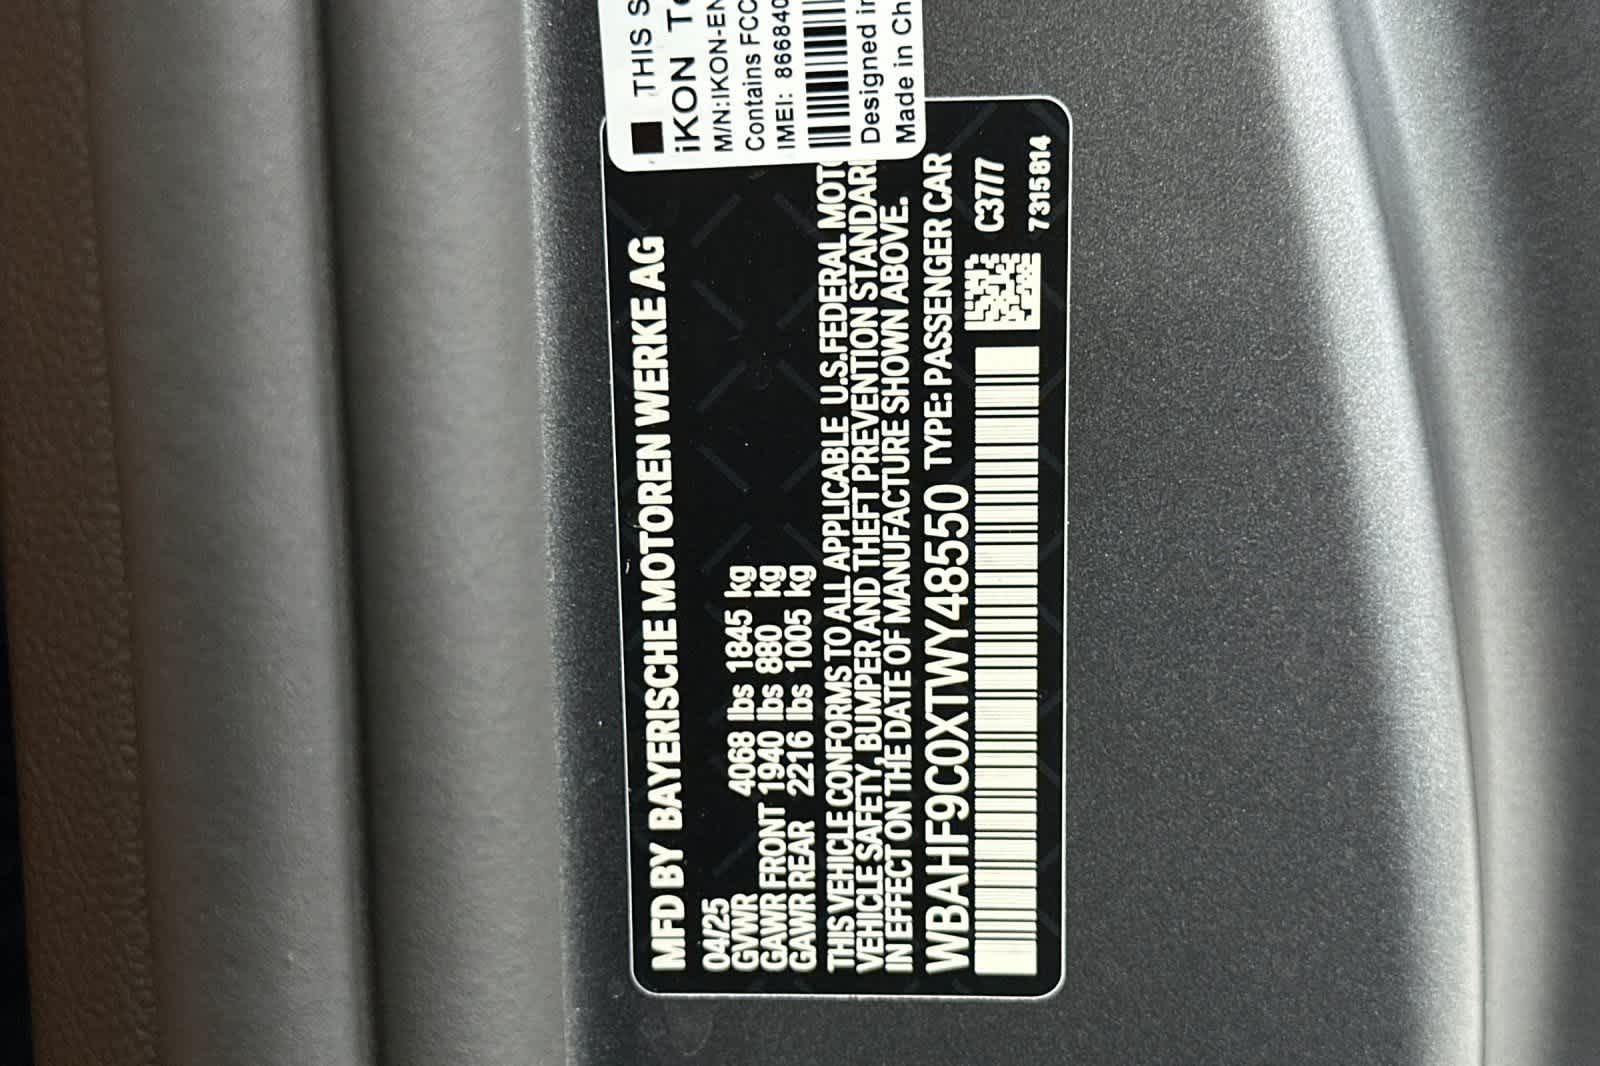 THIS S
iKON Te
M/N:IKON-EN
Contains FCC
IMEI: 866840
Designed in
Made in Ch
MFD BY BAYERISCHE MOTOREN WERKE AG
04/25
GVWR 4068 lbs 1845 kg
GAWR FRONT 1940 lbs 880 kg
GAWR REAR 2216 lbs 1005 kg
THIS VEHICLE CONFORMS TO ALL APPLICABLE U.S.FEDERAL MOTO
VEHICLE SAFETY, BUMPER AND THEFT PREVENTION STANDARD
IN EFFECT ON THE DATE OF MANUFACTURE SHOWN ABOVE.
WBAHF9C0XTWY48550 TYPE: PASSENGER CAR
C37/7
7315814